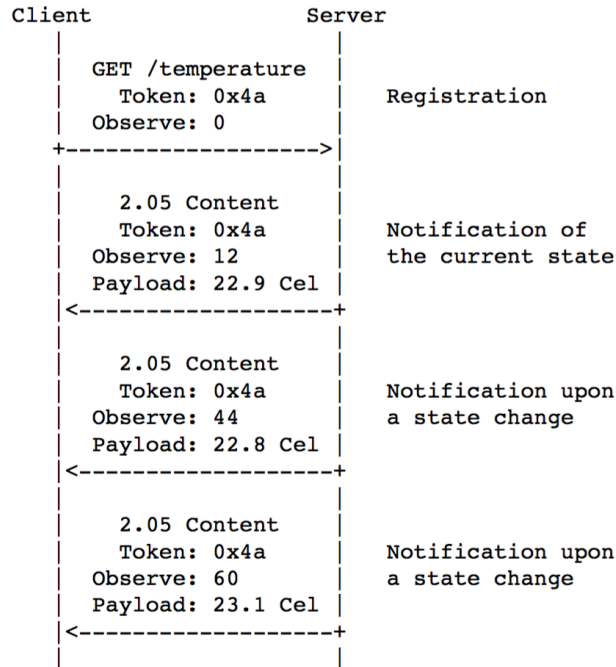 Client Server
GET /temperature
Token: 0x4a Registration
Observe: 0
+------------------->|
2.05 Content
Token: 0x4a Notification of
Observe: 12 the current state
Payload: 22.9 Cel
|<-------------------+
2.05 Content
Token: 0x4a Notification upon
Observe: 44 a state change
Payload: 22.8 Cel
|<-------------------+
2.05 Content
Token: 0x4a Notification upon
Observe: 60 a state change
Payload: 23.1 Cel
|<-------------------+